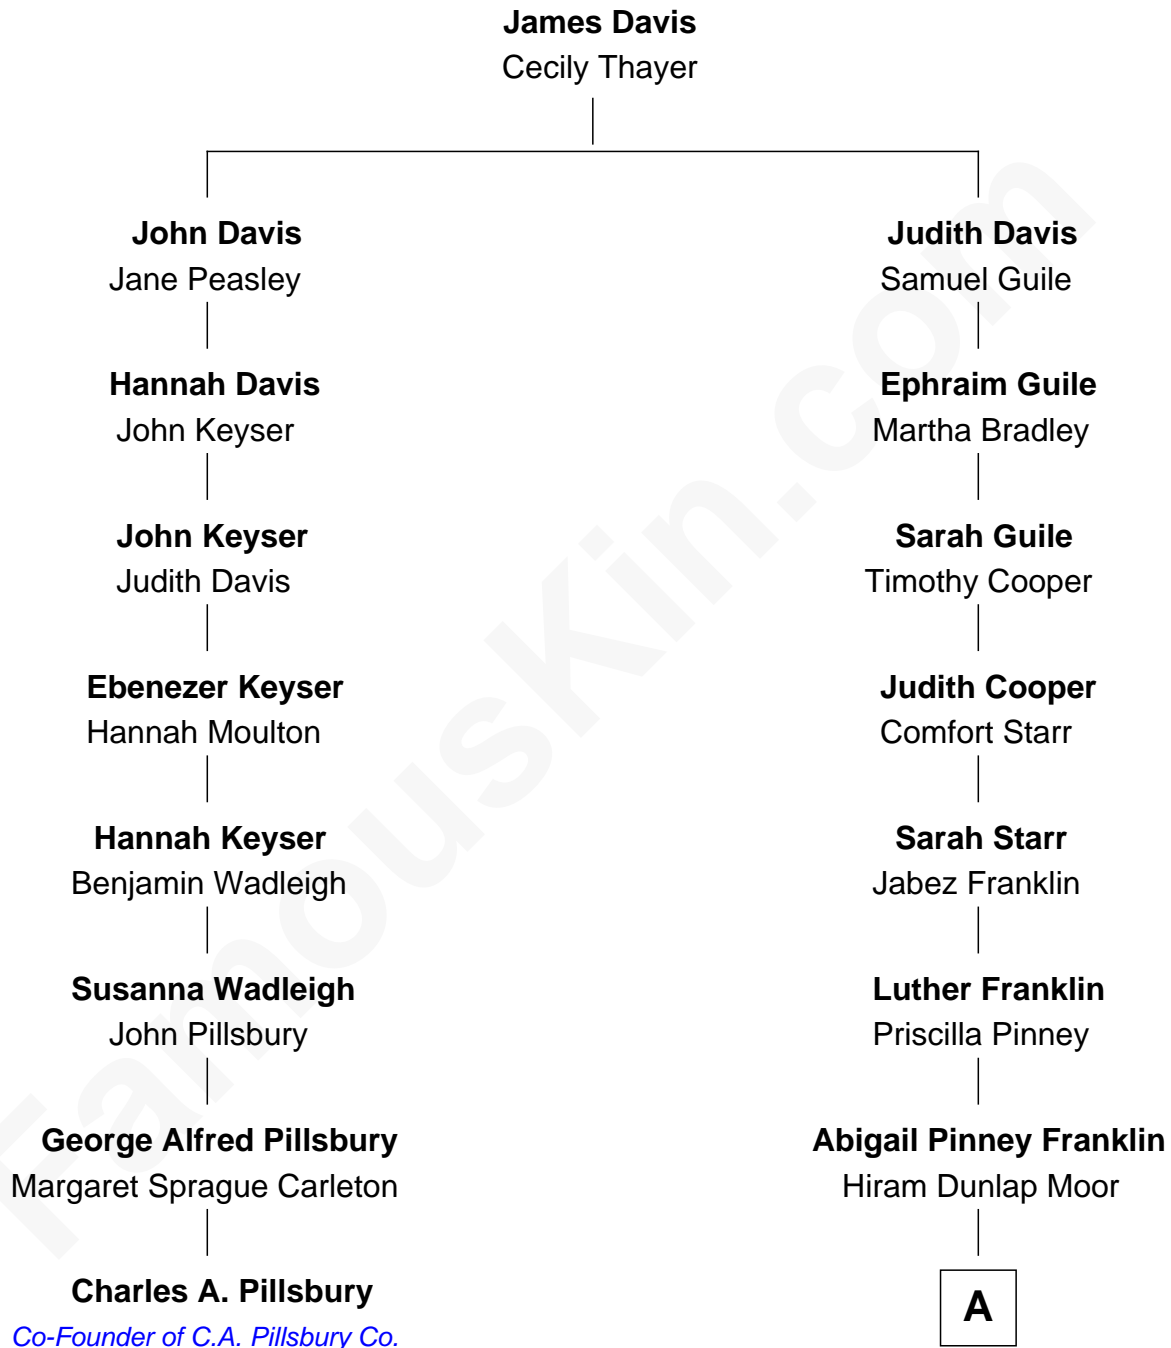 James Davis
Cecily Thayer
John Davis
Jane Peasley
Judith Davis
Samuel Guile
Hannah Davis
John Keyser
Ephraim Guile
Martha Bradley
John Keyser
Judith Davis
Sarah Guile
Timothy Cooper
Ebenezer Keyser
Hannah Moulton
Judith Cooper
Comfort Starr
Hannah Keyser
Benjamin Wadleigh
Sarah Starr
Jabez Franklin
Susanna Wadleigh
John Pillsbury
Luther Franklin
Priscilla Pinney
George Alfred Pillsbury
Margaret Sprague Carleton
Abigail Pinney Franklin
Hiram Dunlap Moor
Charles A. Pillsbury
Co-Founder of C.A. Pillsbury Co.
A
FamousKin.com